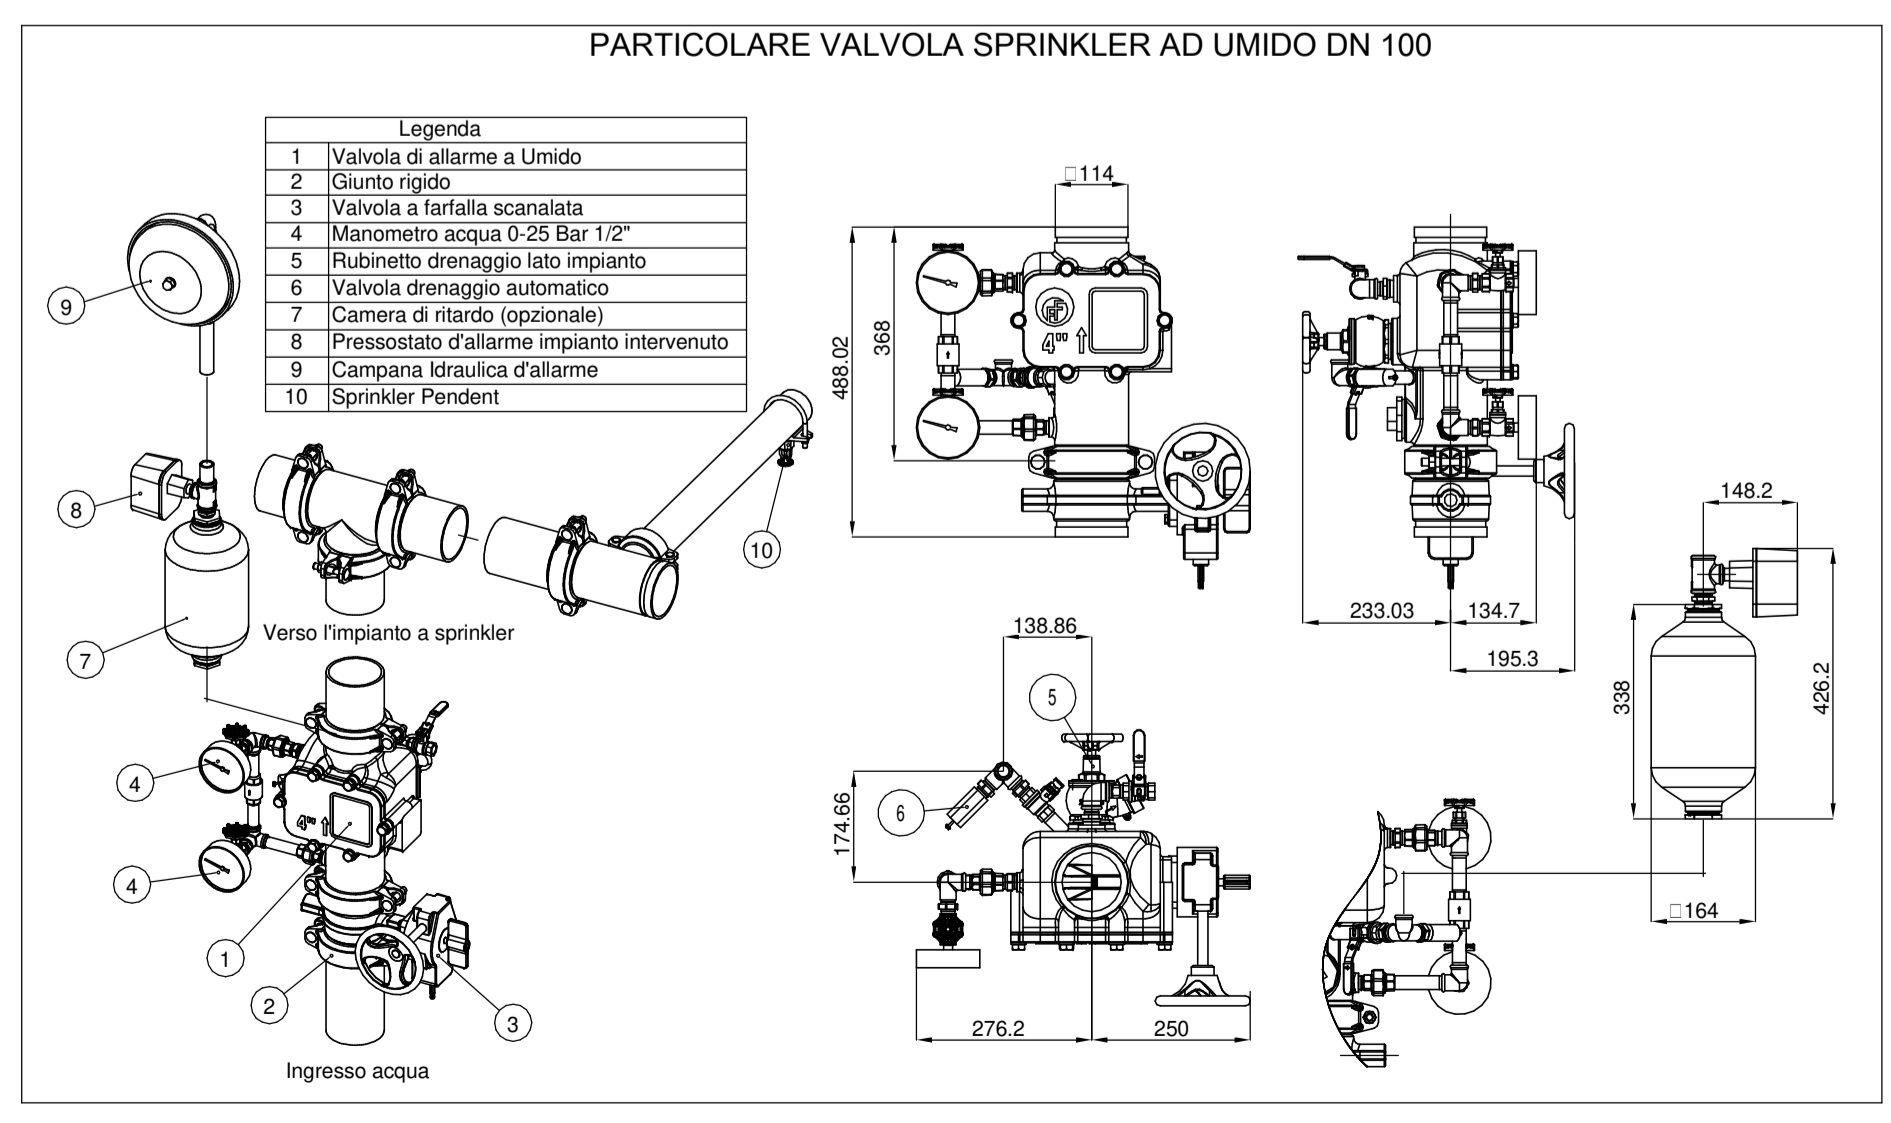 PARTICOLARE VALVOLA SPRINKLER AD UMIDO DN 100
Legenda
1 Valvola di allarme a Umido
2 Giunto rigido
3 Valvola a farfalla scanalata
4 Manometro acqua 0-25 Bar 1/2"
5 Rubinetto drenaggio lato impianto
6 Valvola drenaggio automatico
7 Camera di ritardo (opzionale)
8 Pressostato d'allarme impianto intervenuto
9 Campana Idraulica d'allarme
10 Sprinkler Pendent
9
8
10
7
Verso l'impianto a sprinkler
4
4
4"
1
2
3
Ingresso acqua
□114
488.02
368
4"
233.03
134.7
195.3
148.2
338
426.2
□164
138.86
5
6
174.66
276.2
250